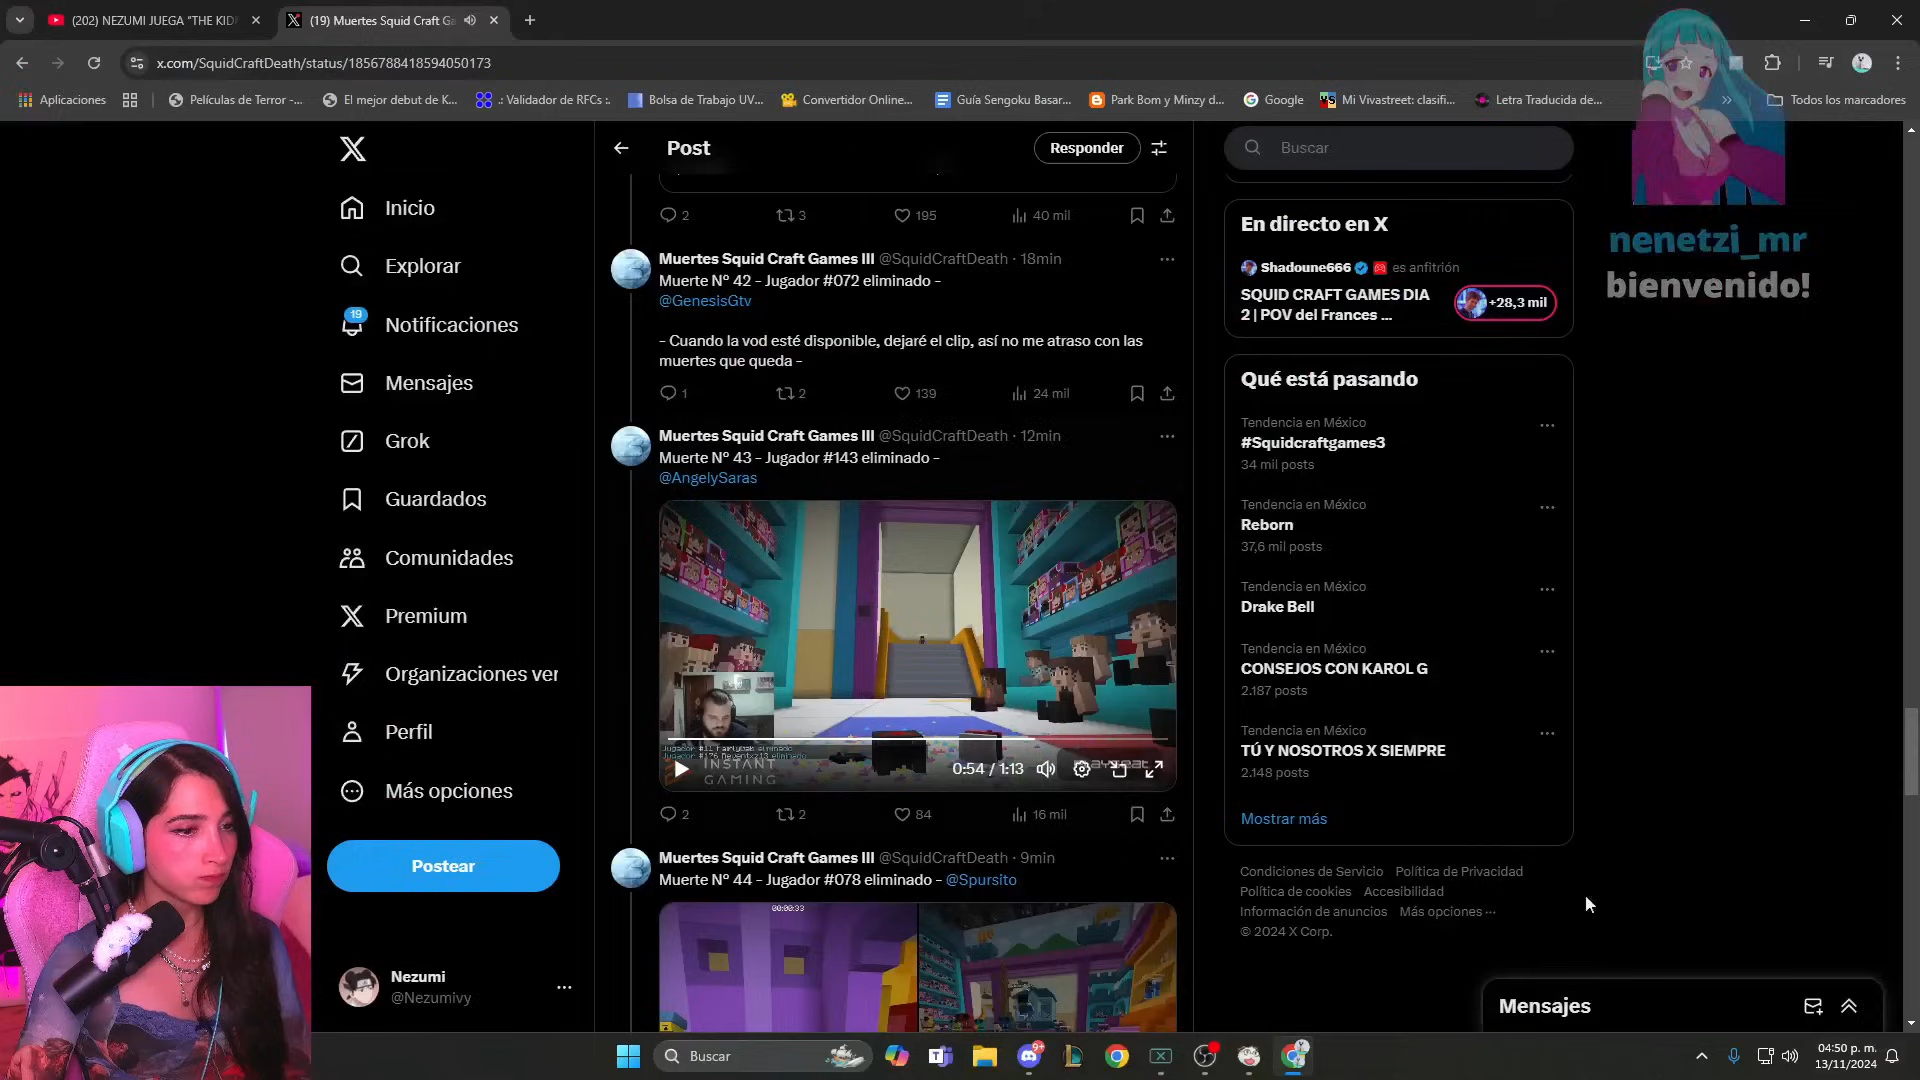 (202) NEZUMI JUEGA "THE KID
(19) Muertes Squid Craft Ga
x.com/SquidCraftDeath/status/1856788418594050173
Aplicaciones
Películas de Terror -...
El mejor debut de K...
.: Validador de RFCs :.
Bolsa de Trabajo UV...
Convertidor Online...
Guía Sengoku Basar...
Park Bom y Minzy d...
Google
Mi Vivastreet: clasifi...
Letra Traducida de...
Todos los marcadores
Inicio
Explorar
19
Notificaciones
Mensajes
Grok
Guardados
Comunidades
Premium
Organizaciones ver
Perfil
Más opciones
Postear
Nezumi
@Nezumivy
Post
Responder
2 3 195 40 mil
Muertes Squid Craft Games III @SquidCraftDeath · 18min
Muerte N° 42 - Jugador #072 eliminado -
@GenesisGtv
- Cuando la vod esté disponible, dejaré el clip, así no me atraso con las
muertes que queda -
1 2 139 24 mil
Muertes Squid Craft Games III @SquidCraftDeath · 12min
Muerte N° 43 - Jugador #143 eliminado -
@AngelySaras
INSTANT
GAMING
0:54 / 1:13
2 2 84 16 mil
Muertes Squid Craft Games III @SquidCraftDeath · 9min
Muerte N° 44 - Jugador #078 eliminado - @Spursito
00:00:33
Buscar
En directo en X
Shadoune666 es anfitrión
SQUID CRAFT GAMES DIA
2 | POV del Frances ...
+28,3 mil
Qué está pasando
Tendencia en México
#Squidcraftgames3
34 mil posts
Tendencia en México
Reborn
37,6 mil posts
Tendencia en México
Drake Bell
Tendencia en México
CONSEJOS CON KAROL G
2.187 posts
Tendencia en México
TÚ Y NOSOTROS X SIEMPRE
2.148 posts
Mostrar más
Condiciones de Servicio Política de Privacidad
Política de cookies Accesibilidad
Información de anuncios Más opciones ···
© 2024 X Corp.
Mensajes
nenetzi_mr
bienvenido!
Buscar
9+
04:50 p. m.
13/11/2024